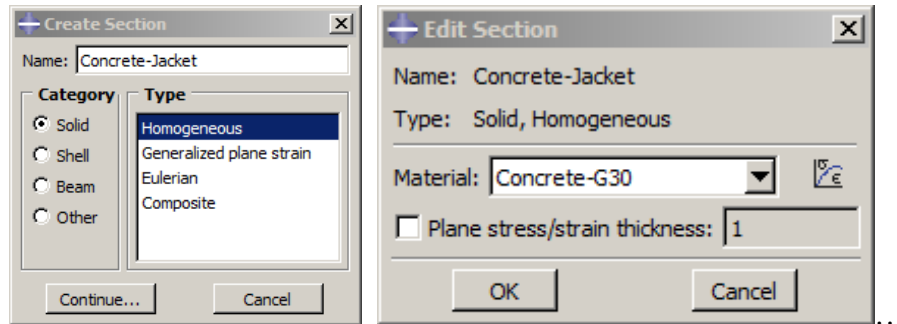 Create Section
Name: Concrete-Jacket
Category
Solid
Shell
Beam
Other
Type
Homogeneous
Generalized plane strain
Eulerian
Composite
Continue...
Cancel
Edit Section
Name: Concrete-Jacket
Type: Solid, Homogeneous
Material: Concrete-G30
σ ε
Plane stress/strain thickness: 1
OK
Cancel
..